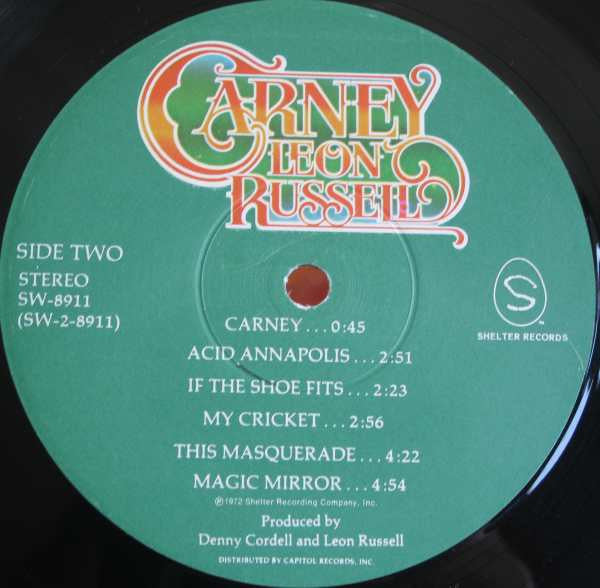 CARNEY
LEON
RUSSELL
SIDE TWO
STEREO
SW-8911
(SW-2-8911)
S
TM
SHELTER RECORDS
CARNEY...0:45
ACID ANNAPOLIS...2:51
IF THE SHOE FITS...2:23
MY CRICKET...2:56
THIS MASQUERADE...4:22
MAGIC MIRROR...4:54
℗1972 Shelter Recording Company, Inc.
Produced by
Denny Cordell and Leon Russell
DISTRIBUTED BY CAPITOL RECORDS, INC.